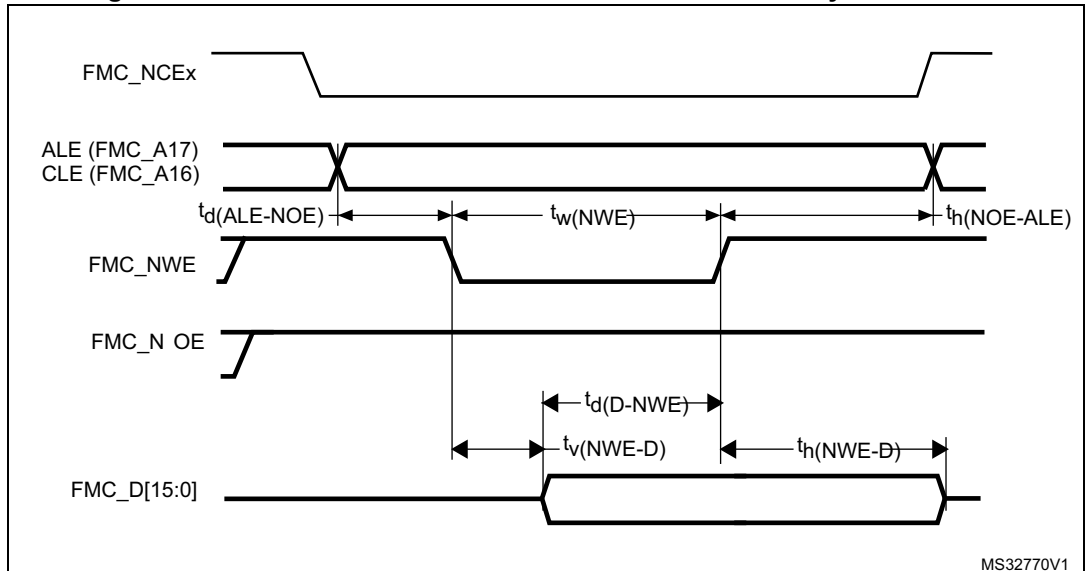 FMC_NCEx
ALE (FMC_A17)
CLE (FMC_A16)
td(ALE-NOE)
tw(NWE)
th(NOE-ALE)
FMC_NWE
FMC_N OE
td(D-NWE)
tv(NWE-D)
th(NWE-D)
FMC_D[15:0]
MS32770V1